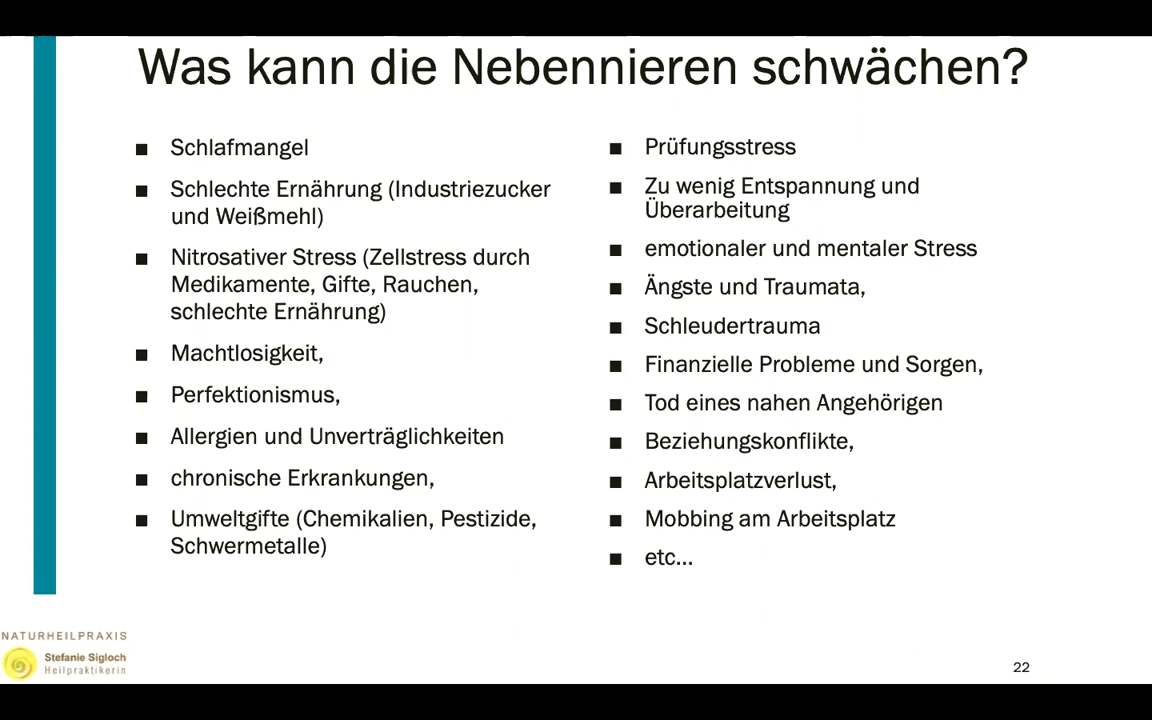 Was kann die Nebennieren schwächen?
■ Schlafmangel
■ Schlechte Ernährung (Industriezucker
und Weißmehl)
■ Nitrosativer Stress (Zellstress durch
Medikamente, Gifte, Rauchen,
schlechte Ernährung)
■ Machtlosigkeit,
■ Perfektionismus,
■ Allergien und Unverträglichkeiten
■ chronische Erkrankungen,
■ Umweltgifte (Chemikalien, Pestizide,
Schwermetalle)
■ Prüfungsstress
■ Zu wenig Entspannung und
Überarbeitung
■ emotionaler und mentaler Stress
■ Ängste und Traumata,
■ Schleudertrauma
■ Finanzielle Probleme und Sorgen,
■ Tod eines nahen Angehörigen
■ Beziehungskonflikte,
■ Arbeitsplatzverlust,
■ Mobbing am Arbeitsplatz
■ etc...
NATURHEILPRAXIS
Stefanie Sigloch
Heilpraktikerin
22